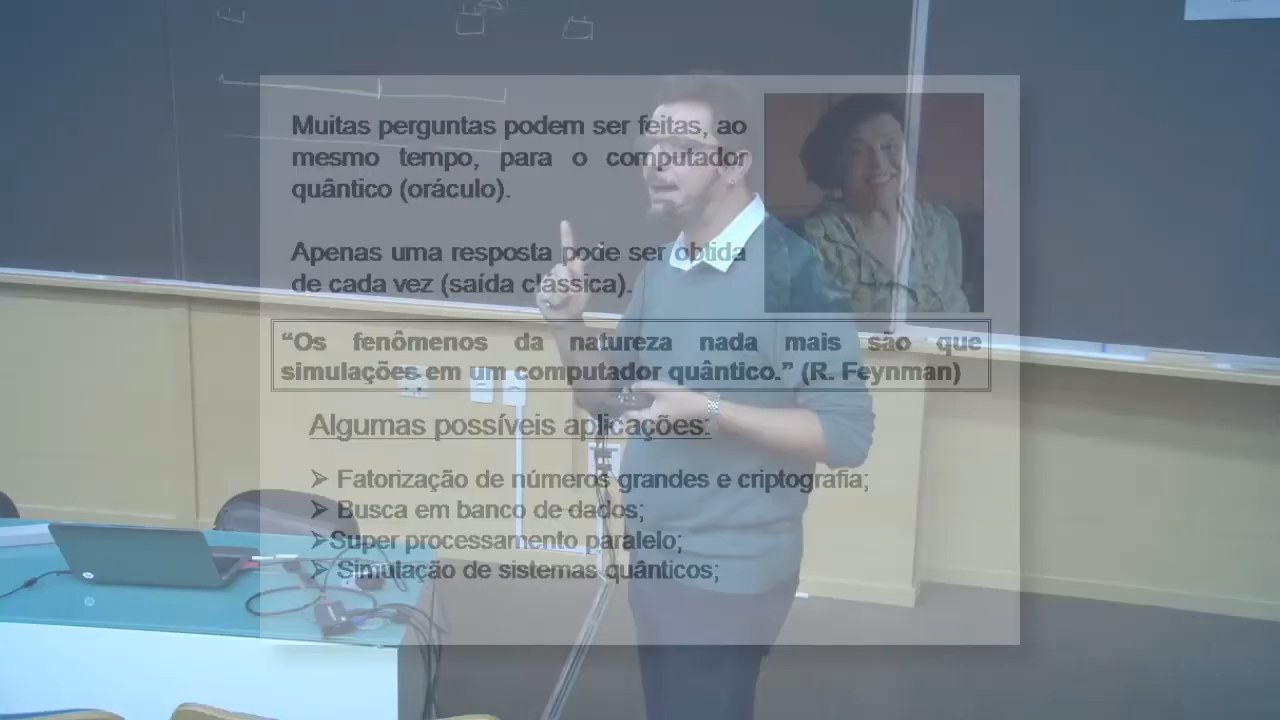 Muitas perguntas podem ser feitas, ao
mesmo tempo, para o computador
quântico (oráculo).
Apenas uma resposta pode ser obtida
de cada vez (saída clássica).
“Os fenômenos da natureza nada mais são que
simulações em um computador quântico.” (R. Feynman)
Algumas possíveis aplicações:
➢ Fatorização de números grandes e criptografia;
➢ Busca em banco de dados;
➢Super processamento paralelo;
➢ Simulação de sistemas quânticos;